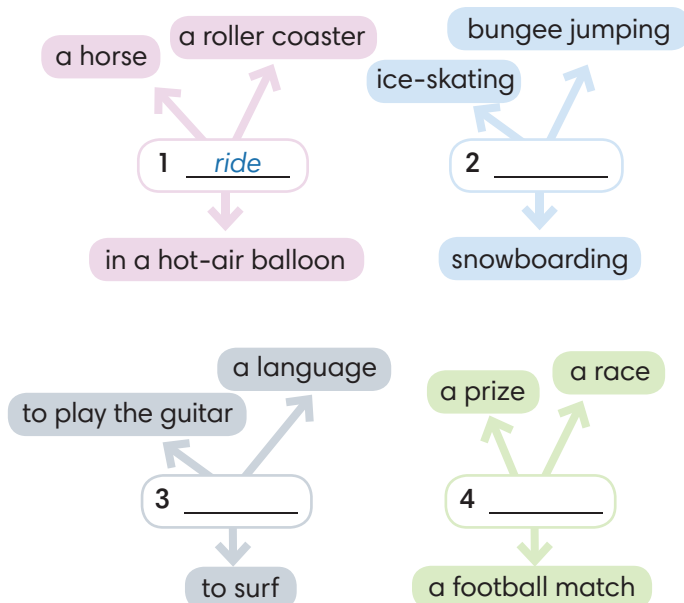 a horse
a roller coaster
1 ride
in a hot-air balloon
bungee jumping
ice-skating
2
snowboarding
a language
to play the guitar
3
to surf
a prize
a race
4
a football match